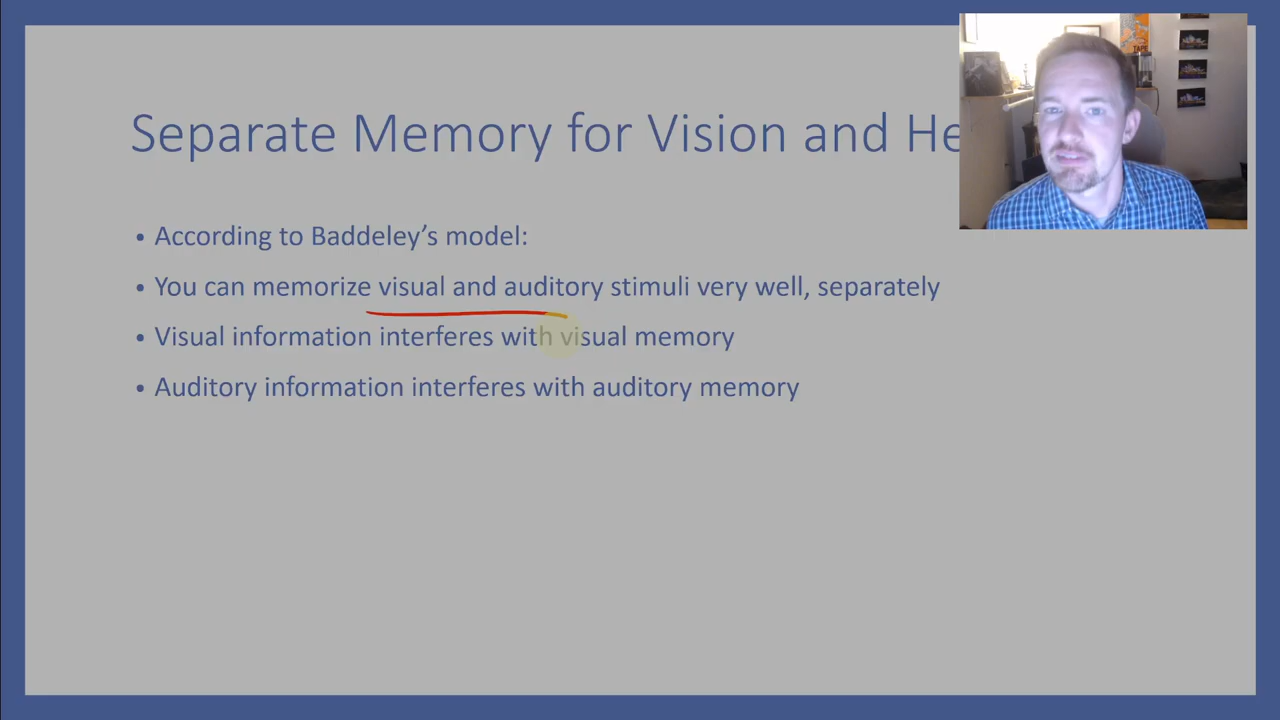 Separate Memory for Vision and
• According to Baddeley's model:
• You can memorize visual and auditory stimuli very well, separately
• Visual information interferes with visual memory
• Auditory information interferes with auditory memory